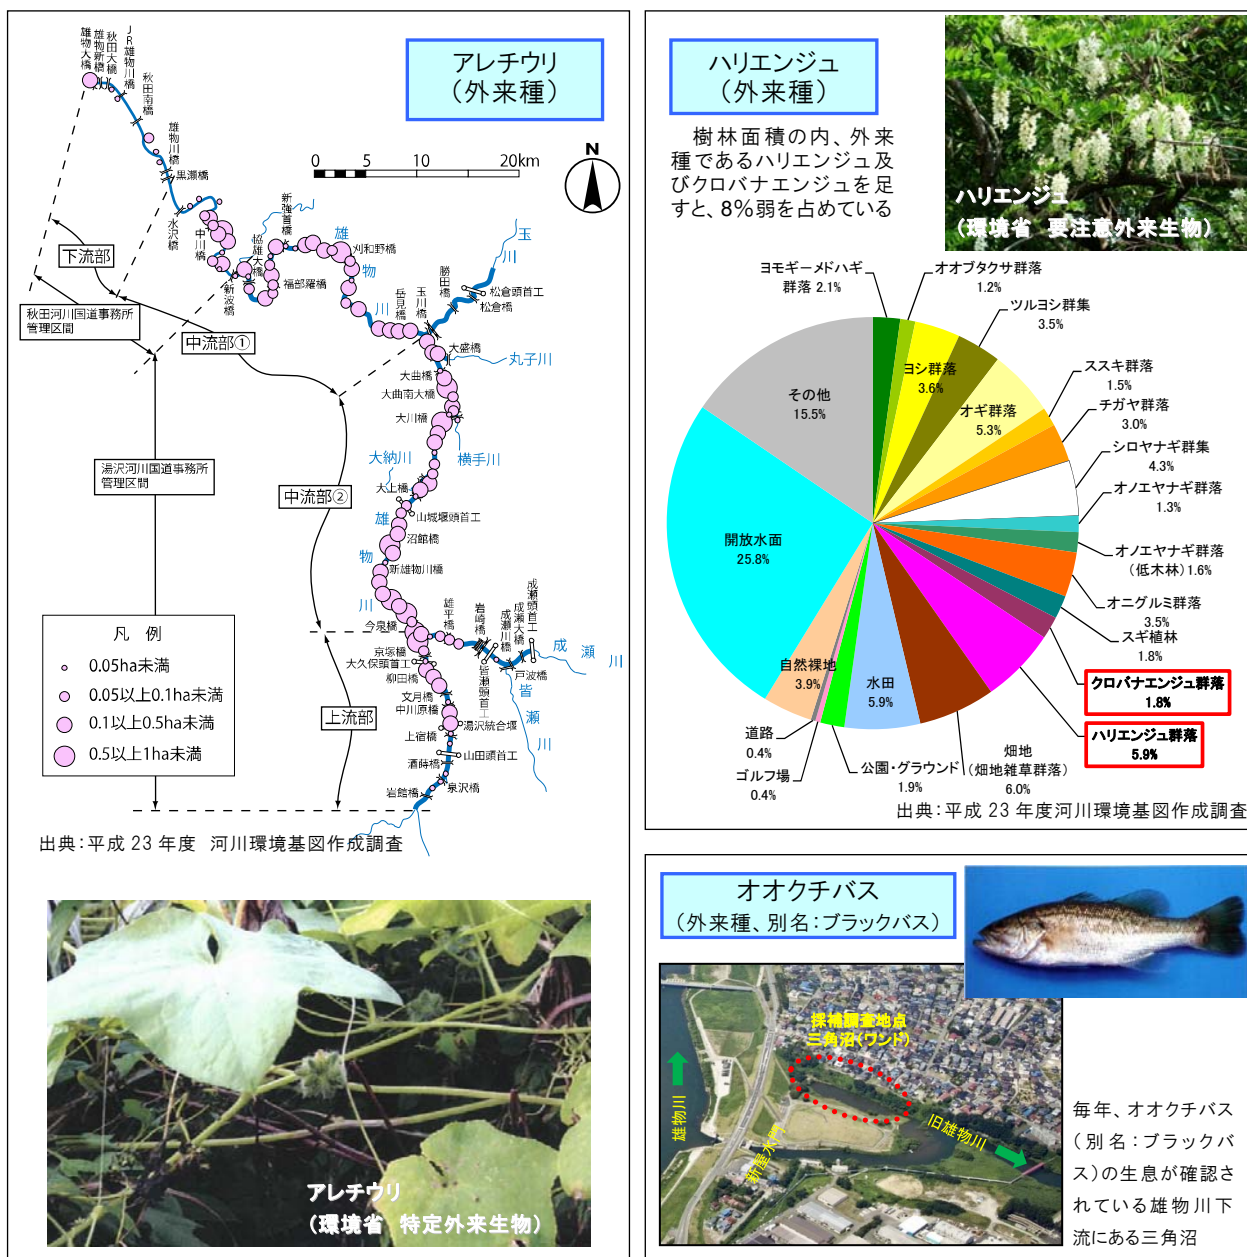 アレチウリ
（外来種）
雄物大橋
雄物新橋
秋田大橋
JR雄物川橋
秋田南橋
雄物川橋
黒瀬橋
水沢橋
中川橋
新波橋
協雄大橋
新強首橋
福部羅橋
刈和野橋
岳見橋
玉川橋
勝田橋
松倉頭首工
松倉橋
玉川
雄物川
0 5 10 20km
N
下流部
秋田河川国道事務所
管理区間
中流部①
大盛橋
丸子川
大曲橋
大曲南大橋
大川橋
横手川
大納川
大上橋
山城堰頭首工
湯沢河川国道事務所
管理区間
中流部②
雄物川
沼館橋
新雄物川橋
今泉橋
雄平橋
岩崎橋
成瀬川橋
成瀬大橋
成瀬頭首工
成瀬川
京塚橋
大久保頭首工
柳田橋
皆瀬頭首工
戸波橋
皆瀬川
文月橋
中川原橋
湯沢統合堰
上宿橋
山田頭首工
酒蒔橋
泉沢橋
岩館橋
上流部
凡 例
0.05ha未満
0.05以上0.1ha未満
0.1以上0.5ha未満
0.5以上1ha未満
出典：平成 23 年度 河川環境基図作成調査
アレチウリ
（環境省 特定外来生物）
ハリエンジュ
（外来種）
樹林面積の内、外来
種であるハリエンジュ及
びクロバナエンジュを足
すと、8％弱を占めている
ハリエンジュ
（環境省 要注意外来生物）
ヨモギーメドハギ
群落 2.1%
オオブタクサ群落
1.2%
ツルヨシ群集
3.5%
ヨシ群落
3.6%
オギ群落
5.3%
ススキ群落
1.5%
チガヤ群落
3.0%
シロヤナギ群集
4.3%
オノエヤナギ群落
1.3%
オノエヤナギ群落
（低木林）1.6%
オニグルミ群落
3.5%
スギ植林
1.8%
クロバナエンジュ群落
1.8%
ハリエンジュ群落
5.9%
畑地
（畑地雑草群落）
6.0%
水田
5.9%
公園・グラウンド
1.9%
ゴルフ場
0.4%
道路
0.4%
自然裸地
3.9%
開放水面
25.8%
その他
15.5%
出典：平成 23 年度河川環境基図作成調査
オオクチバス
（外来種、別名：ブラックバス）
採補調査地点
三角沼（ワンド）
雄物川
新屋水門
旧雄物川
毎年、オオクチバス
（別名：ブラックバ
ス）の生息が確認さ
れている雄物川下
流にある三角沼